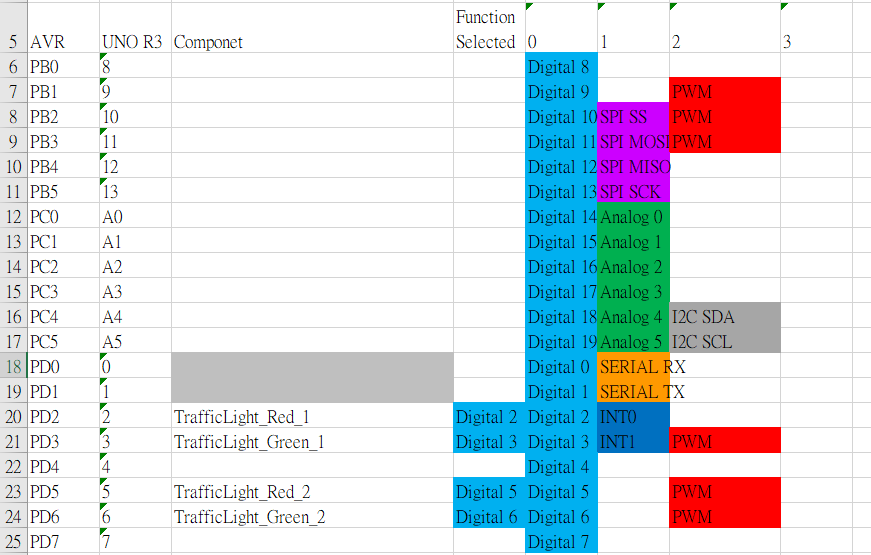 Function
5 AVR UNO R3 Componet Selected 0 1 2 3
6 PB0 8 Digital 8
7 PB1 9 Digital 9 PWM
8 PB2 10 Digital 10 SPI SS PWM
9 PB3 11 Digital 11 SPI MOSI PWM
10 PB4 12 Digital 12 SPI MISO
11 PB5 13 Digital 13 SPI SCK
12 PC0 A0 Digital 14 Analog 0
13 PC1 A1 Digital 15 Analog 1
14 PC2 A2 Digital 16 Analog 2
15 PC3 A3 Digital 17 Analog 3
16 PC4 A4 Digital 18 Analog 4 I2C SDA
17 PC5 A5 Digital 19 Analog 5 I2C SCL
18 PD0 0 Digital 0 SERIAL RX
19 PD1 1 Digital 1 SERIAL TX
20 PD2 2 TrafficLight_Red_1 Digital 2 Digital 2 INT0
21 PD3 3 TrafficLight_Green_1 Digital 3 Digital 3 INT1 PWM
22 PD4 4 Digital 4
23 PD5 5 TrafficLight_Red_2 Digital 5 Digital 5 PWM
24 PD6 6 TrafficLight_Green_2 Digital 6 Digital 6 PWM
25 PD7 7 Digital 7